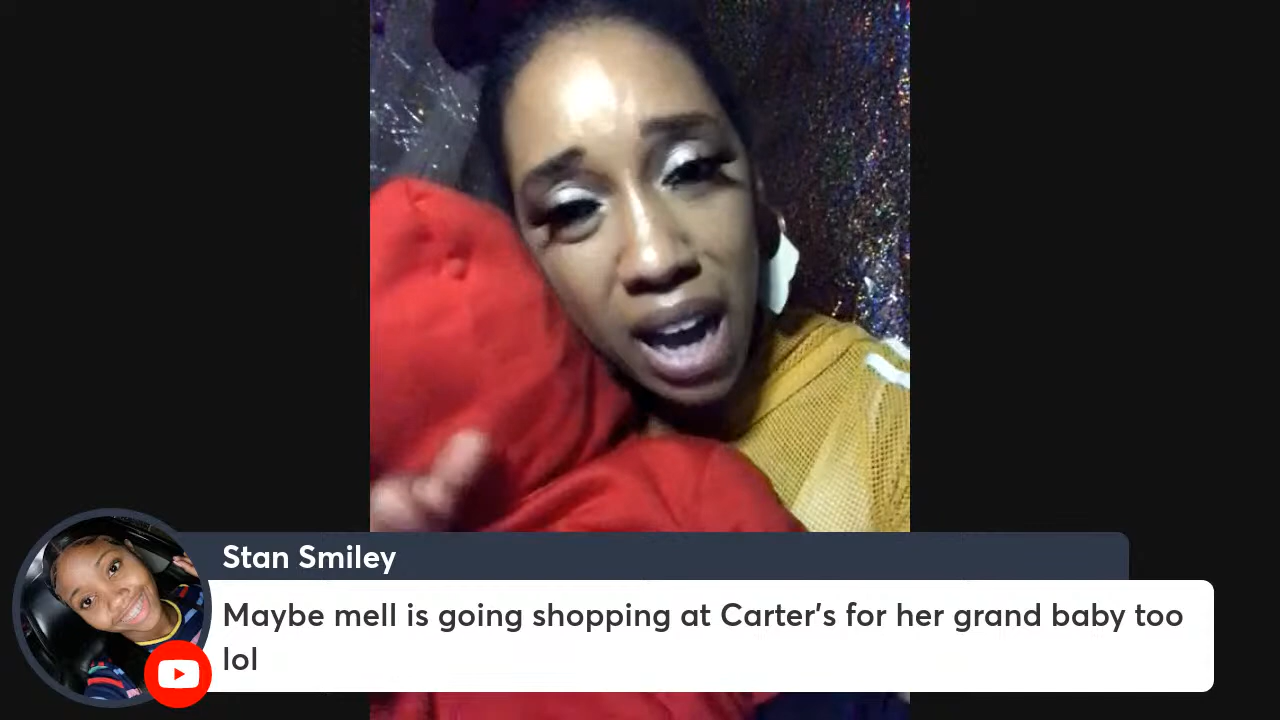 Stan Smiley
Maybe mell is going shopping at Carter's for her grand baby too
lol